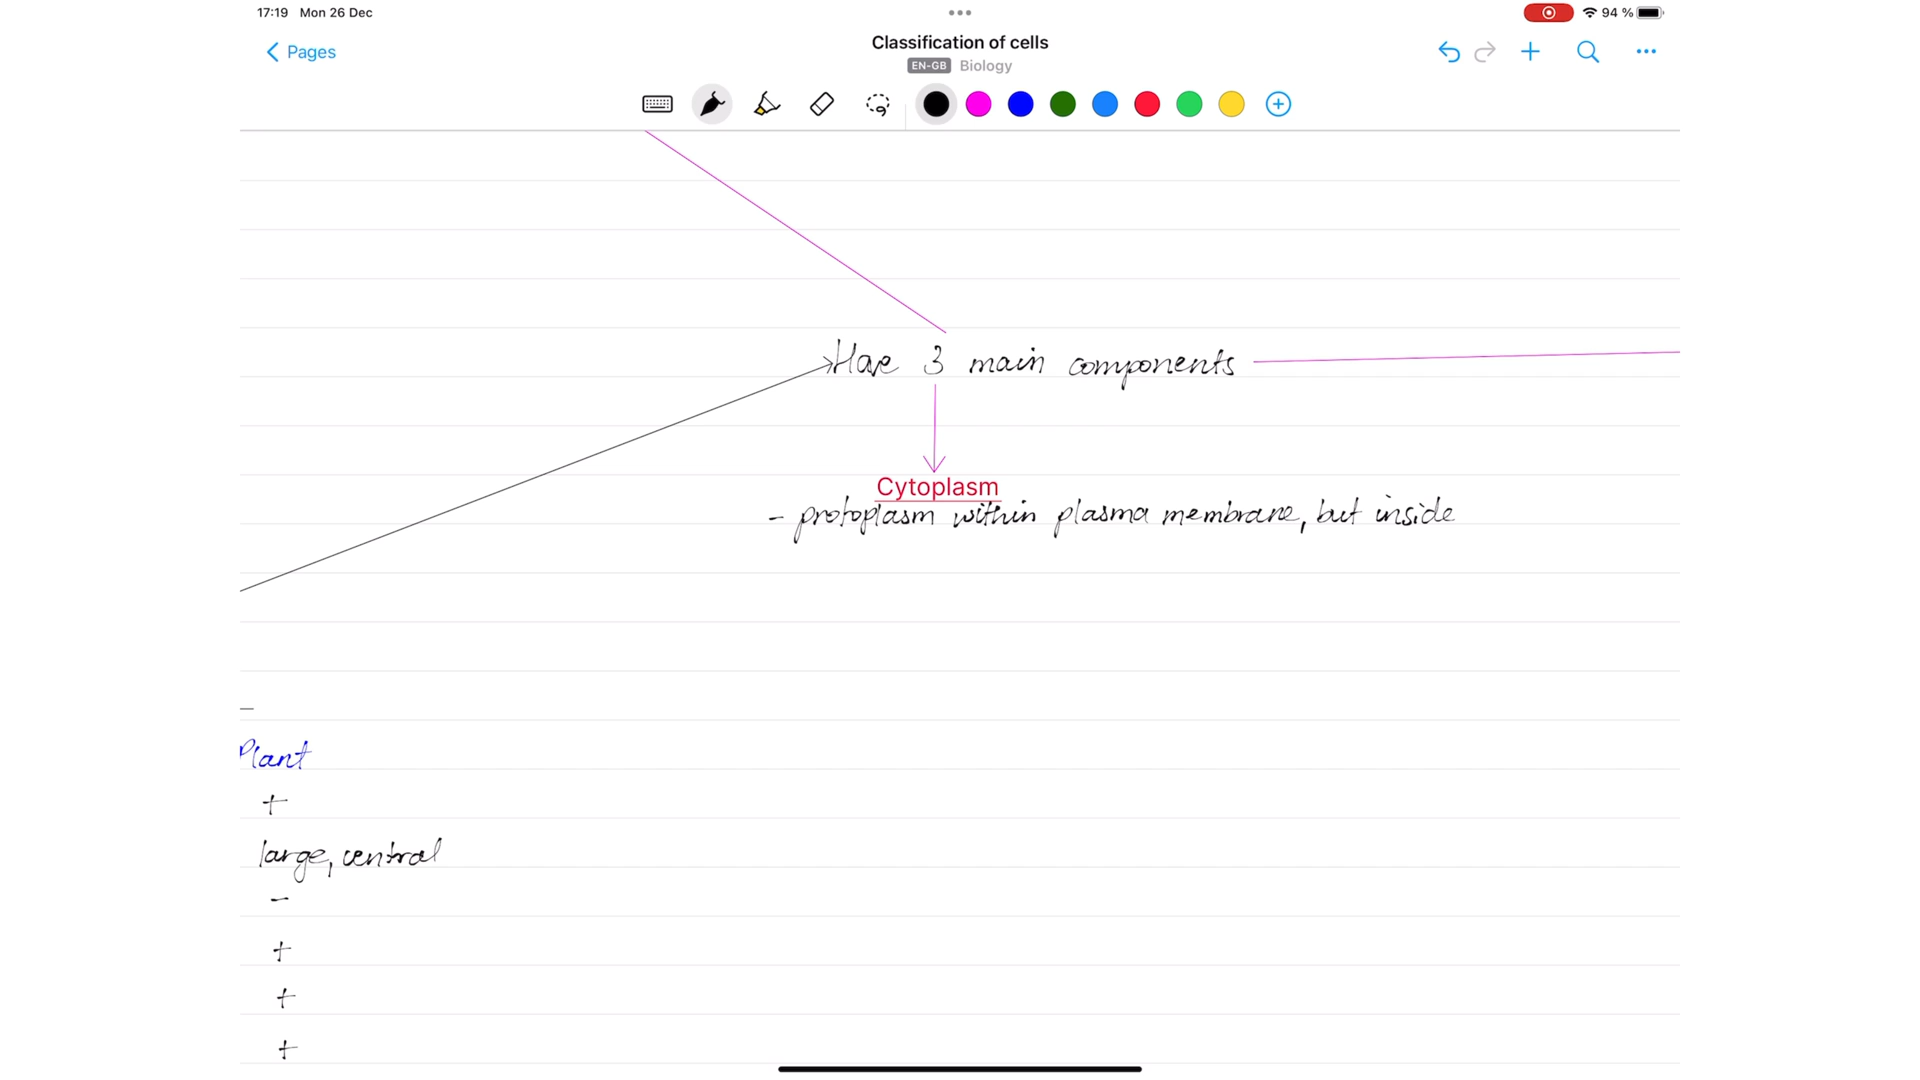 17:19 Mon 26 Dec
94 %
Pages
Classification of cells
EN-GB Biology
Have 3 main components
Cytoplasm
- protoplasm within plasma membrane, but inside
Plant
+
large, central
-
+
+
+